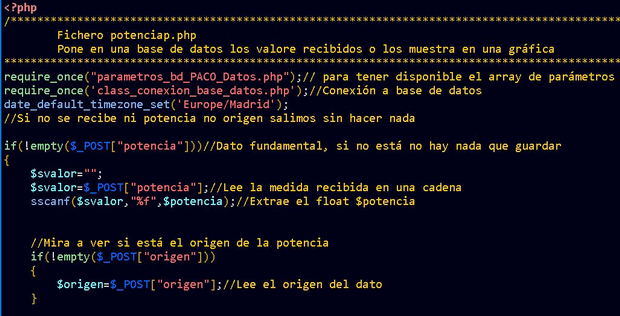 <?php
/*****************************************************************************************
Fichero potenciap.php
Pone en una base de datos los valore recibidos o los muestra en una gráfica
******************************************************************************************
require_once("parametros_bd_PACO_Datos.php");// para tener disponible el array de parámetros
require_once('class_conexion_base_datos.php');//Conexión a base de datos
date_default_timezone_set('Europe/Madrid');
//Si no se recibe ni potencia no origen salimos sin hacer nada
if(!empty($_POST["potencia"]))//Dato fundamental, si no está no hay nada que guardar
{
$svalor="";
$svalor=$_POST["potencia"];//Lee la medida recibida en una cadena
sscanf($svalor,"%f",$potencia);//Extrae el float $potencia
//Mira a ver si está el origen de la potencia
if(!empty($_POST["origen"]))
{
$origen=$_POST["origen"];//Lee el origen del dato
}